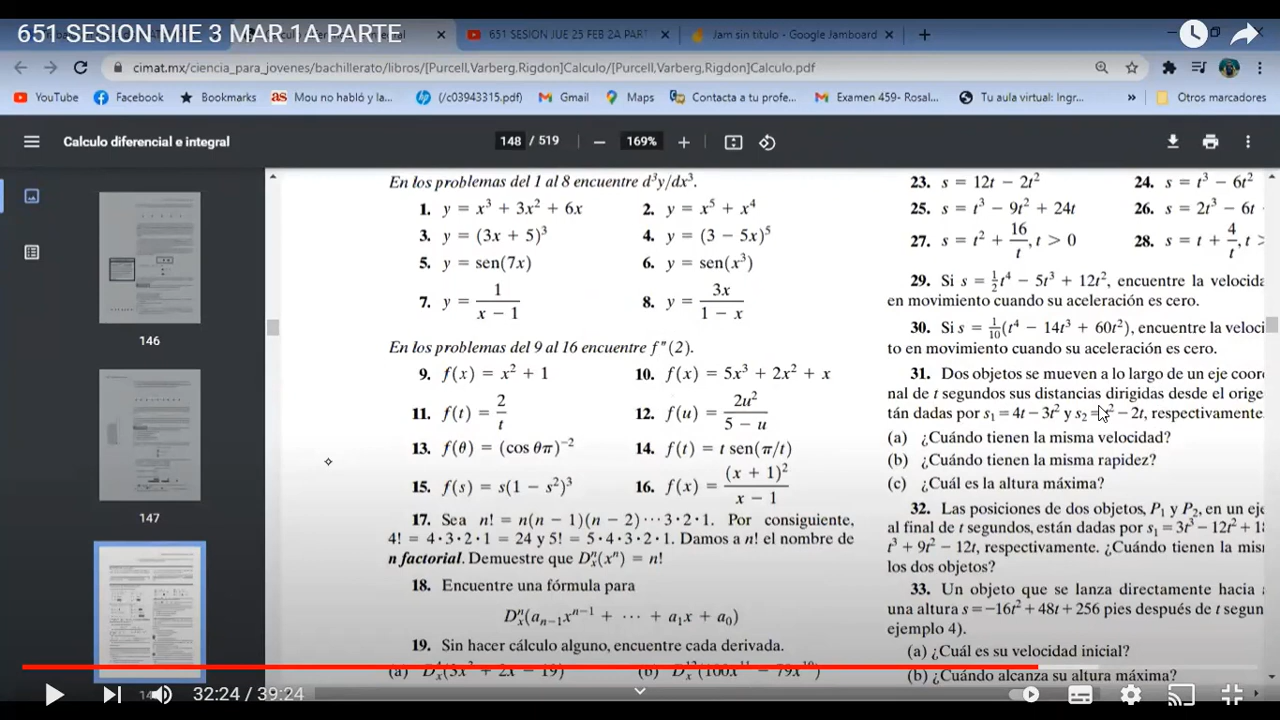 651 SESION MIE 3 MAR 1A PARTE
651 SESION JUE 25 FEB 2A PART
Jam sin titulo - Google Jamboard
cimat.mx/ciencia_para_jovenes/bachillerato/libros/[Purcell,Varberg,Rigdon]Calculo/[Purcell,Varberg,Rigdon]Calculo.pdf
YouTube Facebook Bookmarks as Mou no habló y la... (/c03943315.pdf) Gmail Maps Contacta a tu profe... Examen 459- Rosal... Tu aula virtual: Ingr... » Otros marcadores
Calculo diferencial e integral 148 / 519 169%
146
147
En los problemas del 1 al 8 encuentre d³y/dx³.
1. y = x³ + 3x² + 6x 2. y = x⁵ + x⁴
3. y = (3x + 5)³ 4. y = (3 − 5x)⁵
5. y = sen(7x) 6. y = sen(x³)
7. y = 1/(x − 1) 8. y = 3x/(1 − x)
En los problemas del 9 al 16 encuentre f″(2).
9. f(x) = x² + 1 10. f(x) = 5x³ + 2x² + x
11. f(t) = 2/t 12. f(u) = 2u²/(5 − u)
13. f(θ) = (cos θπ)⁻² 14. f(t) = t sen(π/t)
15. f(s) = s(1 − s²)³ 16. f(x) = (x + 1)²/(x − 1)
17. Sea n! = n(n − 1)(n − 2)···3·2·1. Por consiguiente,
4! = 4·3·2·1 = 24 y 5! = 5·4·3·2·1. Damos a n! el nombre de
n factorial. Demuestre que Dₓⁿ(xⁿ) = n!
18. Encuentre una fórmula para
Dₓⁿ(aₙ₋₁xⁿ⁻¹ + ··· + a₁x + a₀)
19. Sin hacer cálculo alguno, encuentre cada derivada.
(a) Dₓ⁴(3x³ + 2x − 19) (b)
23. s = 12t − 2t² 24. s = t³ − 6t²
25. s = t³ − 9t² + 24t 26. s = 2t³ − 6t
27. s = t² + 16/t, t > 0 28. s = t + 4/t, t >
29. Si s = ½t⁴ − 5t³ + 12t², encuentre la velocida
en movimiento cuando su aceleración es cero.
30. Si s = 1/10(t⁴ − 14t³ + 60t²), encuentre la veloci
to en movimiento cuando su aceleración es cero.
31. Dos objetos se mueven a lo largo de un eje coor
nal de t segundos sus distancias dirigidas desde el orige
tán dadas por s₁ = 4t − 3t² y s₂ = t² − 2t, respectivamente
(a) ¿Cuándo tienen la misma velocidad?
(b) ¿Cuándo tienen la misma rapidez?
(c) ¿Cuál es la altura máxima?
32. Las posiciones de dos objetos, P₁ y P₂, en un eje
al final de t segundos, están dadas por s₁ = 3t³ − 12t² + 18
t³ + 9t² − 12t, respectivamente. ¿Cuándo tienen la mis
los dos objetos?
33. Un objeto que se lanza directamente hacia
una altura s = −16t² + 48t + 256 pies después de t segun
ejemplo 4).
(a) ¿Cuál es su velocidad inicial?
(b) ¿Cuándo alcanza su altura máxima?
32:24 / 39:24